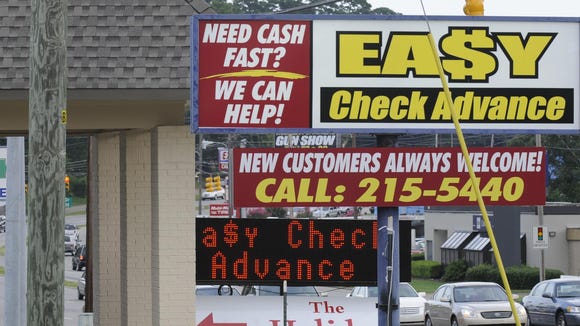 NEED CASH
FAST?
WE CAN
HELP!
EA$Y
Check Advance
GUN SHOW
NEW CUSTOMERS ALWAYS WELCOME!
CALL: 215-5440
a$y Check
Advance
The